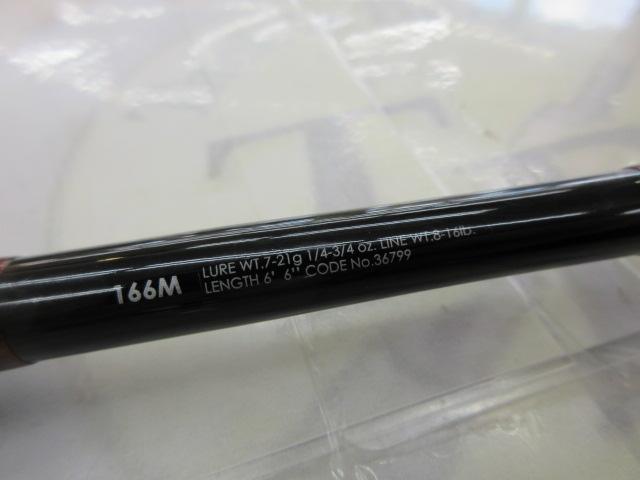 166M
LURE WT.7-21g 1/4-3/4 oz. LINE WT.8-16lb.
LENGTH 6' 6'' CODE No.36799